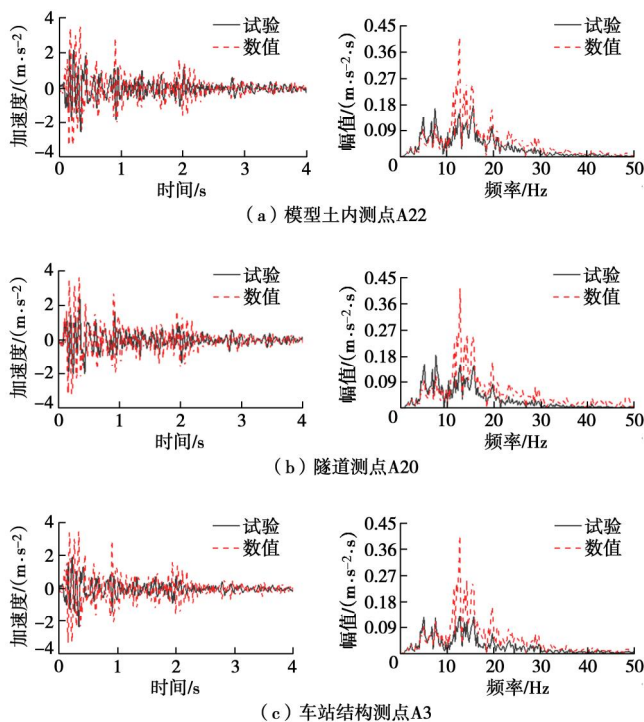 加速度/(m·s⁻²)
4
2
0
-2
-4
0
1
2
3
4
时间/s
试验
数值
幅值/(m·s⁻²·s)
0.45
0.36
0.27
0.18
0.09
0
10
20
30
40
50
频率/Hz
试验
数值
(a)模型土内测点A22
加速度/(m·s⁻²)
4
2
0
-2
-4
0
1
2
3
4
时间/s
试验
数值
幅值/(m·s⁻²·s)
0.45
0.36
0.27
0.18
0.09
0
10
20
30
40
50
频率/Hz
试验
数值
(b)隧道测点A20
加速度/(m·s⁻²)
4
2
0
-2
-4
0
1
2
3
4
时间/s
试验
数值
幅值/(m·s⁻²·s)
0.45
0.36
0.27
0.18
0.09
0
10
20
30
40
50
频率/Hz
试验
数值
(c)车站结构测点A3